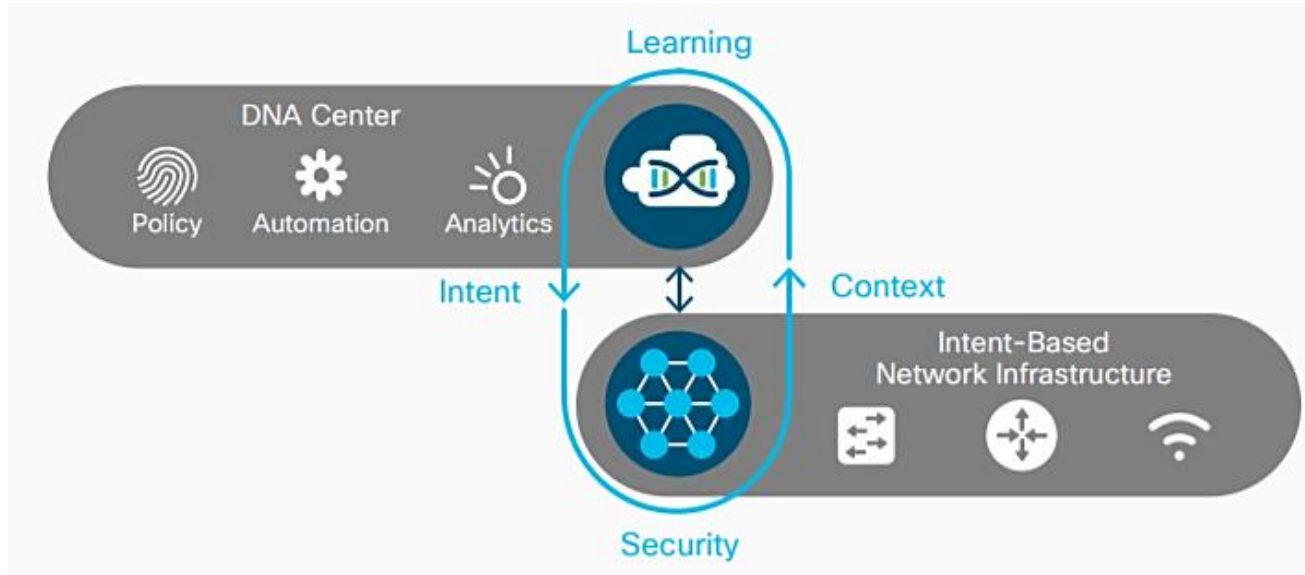 Learning
DNA Center
Policy
Automation
Analytics
Intent
Context
Intent-Based
Network Infrastructure
Security